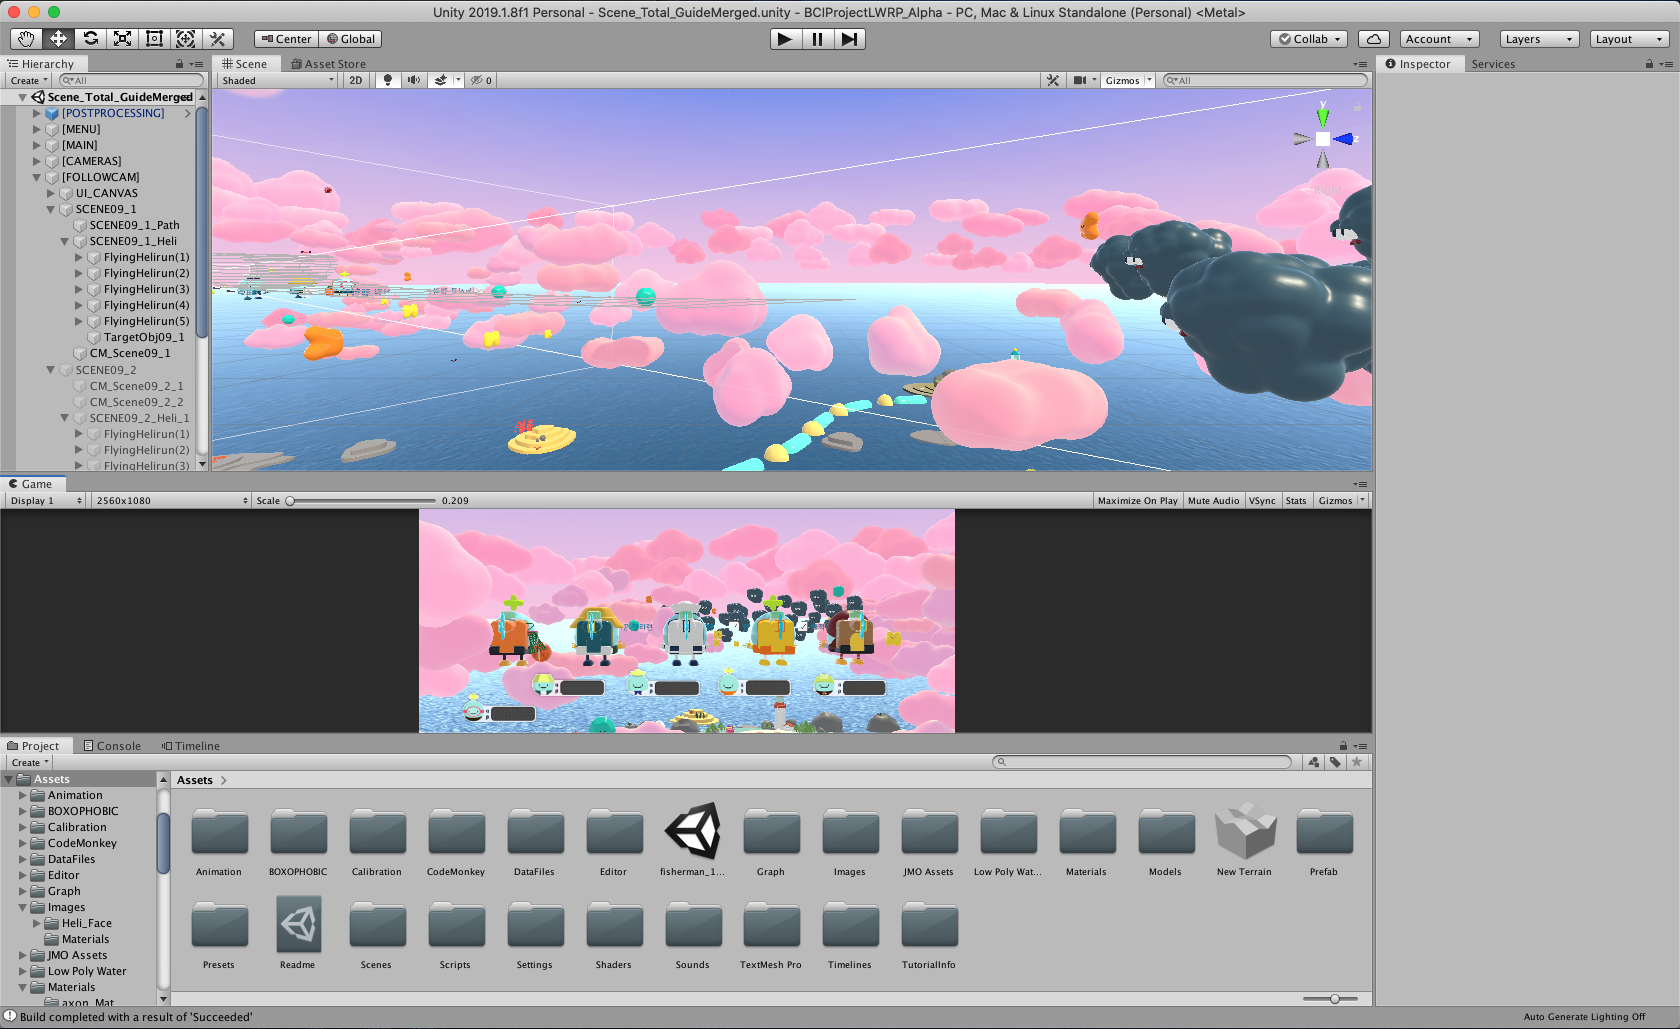 Unity 2019.1.8f1 Personal - Scene_Total_GuideMerged.unity - BCIProjectLWRP_Alpha - PC, Mac & Linux Standalone (Personal) <Metal>
Center Global Collab Account Layers Layout
Hierarchy
Create All
Scene_Total_GuideMerged
[POSTPROCESSING]
[MENU]
[MAIN]
[CAMERAS]
[FOLLOWCAM]
UI_CANVAS
SCENE09_1
SCENE09_1_Path
SCENE09_1_Heli
FlyingHelirun(1)
FlyingHelirun(2)
FlyingHelirun(3)
FlyingHelirun(4)
FlyingHelirun(5)
TargetObj09_1
CM_Scene09_1
SCENE09_2
CM_Scene09_2_1
CM_Scene09_2_2
SCENE09_2_Heli_1
FlyingHelirun(1)
FlyingHelirun(2)
FlyingHelirun(3)
Scene Asset Store
Shaded 2D 0 Gizmos All
y
z
Right
Inspector Services
Game
Display 1 2560x1080 Scale 0.209 Maximize On Play Mute Audio VSync Stats Gizmos
Project Console Timeline
Create
Assets
Animation
BOXOPHOBIC
Calibration
CodeMonkey
DataFiles
Editor
Graph
Images
Heli_Face
Materials
JMO Assets
Low Poly Water
Materials
axon_Mat
Assets
Animation BOXOPHOBIC Calibration CodeMonkey DataFiles Editor fisherman_1... Graph Images JMO Assets Low Poly Wat... Materials Models New Terrain Prefab
Presets Readme Scenes Scripts Settings Shaders Sounds TextMesh Pro Timelines TutorialInfo
Build completed with a result of 'Succeeded'
Auto Generate Lighting Off